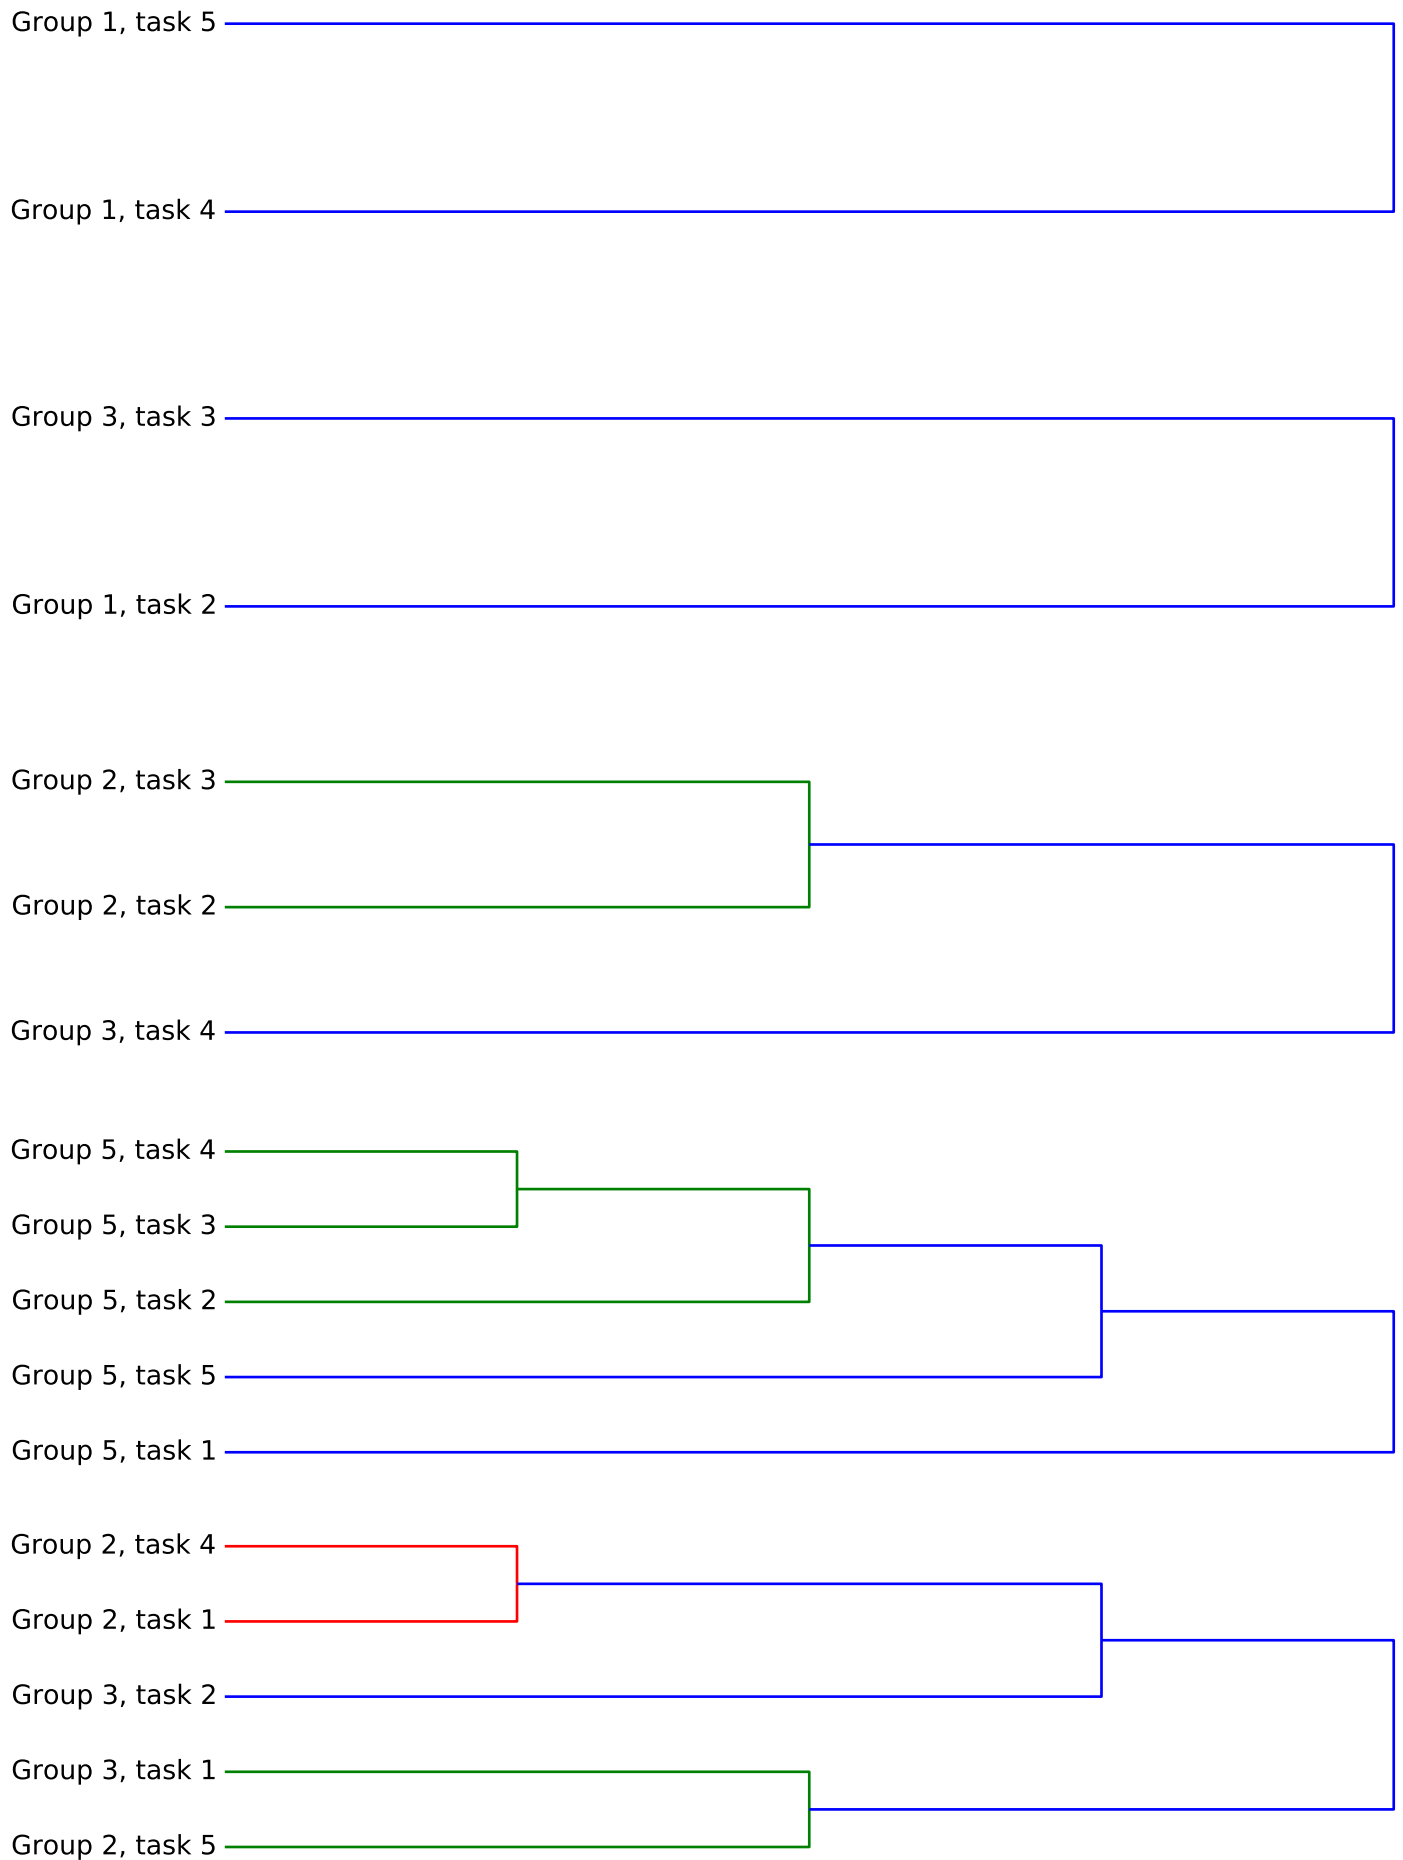 Group 1, task 5
Group 1, task 4
Group 3, task 3
Group 1, task 2
Group 2, task 3
Group 2, task 2
Group 3, task 4
Group 5, task 4
Group 5, task 3
Group 5, task 2
Group 5, task 5
Group 5, task 1
Group 2, task 4
Group 2, task 1
Group 3, task 2
Group 3, task 1
Group 2, task 5